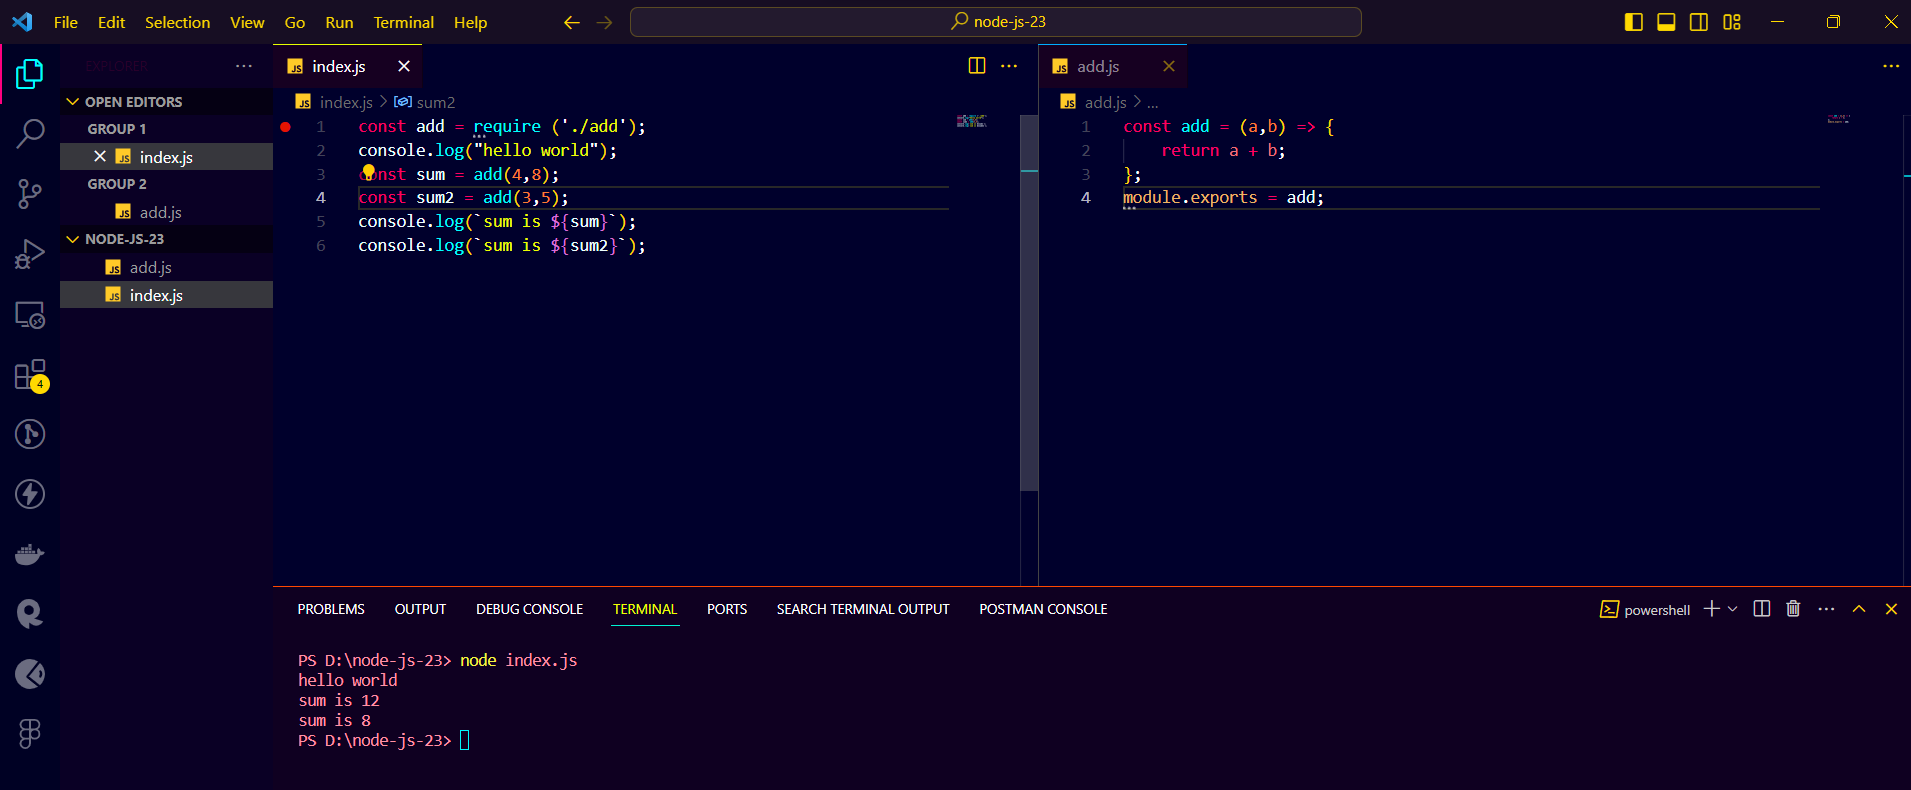 File Edit Selection View Go Run Terminal Help
node-js-23
EXPLORER
OPEN EDITORS
GROUP 1
JS index.js
GROUP 2
JS add.js
NODE-JS-23
JS add.js
JS index.js
4
JS index.js
JS index.js > sum2
1 const add = require ('./add');
2 console.log("hello world");
3 const sum = add(4,8);
4 const sum2 = add(3,5);
5 console.log(`sum is ${sum}`);
6 console.log(`sum is ${sum2}`);
JS add.js
JS add.js > ...
1 const add = (a,b) => {
2 return a + b;
3 };
4 module.exports = add;
PROBLEMS OUTPUT DEBUG CONSOLE TERMINAL PORTS SEARCH TERMINAL OUTPUT POSTMAN CONSOLE
powershell
PS D:\node-js-23> node index.js
hello world
sum is 12
sum is 8
PS D:\node-js-23>